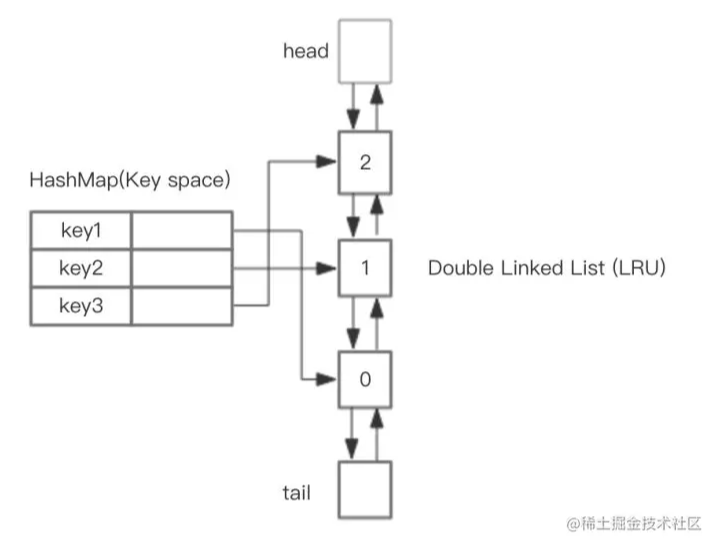 head
2
HashMap(Key space)
key1
key2
key3
1
Double Linked List (LRU)
0
tail
@稀土掘金技术社区